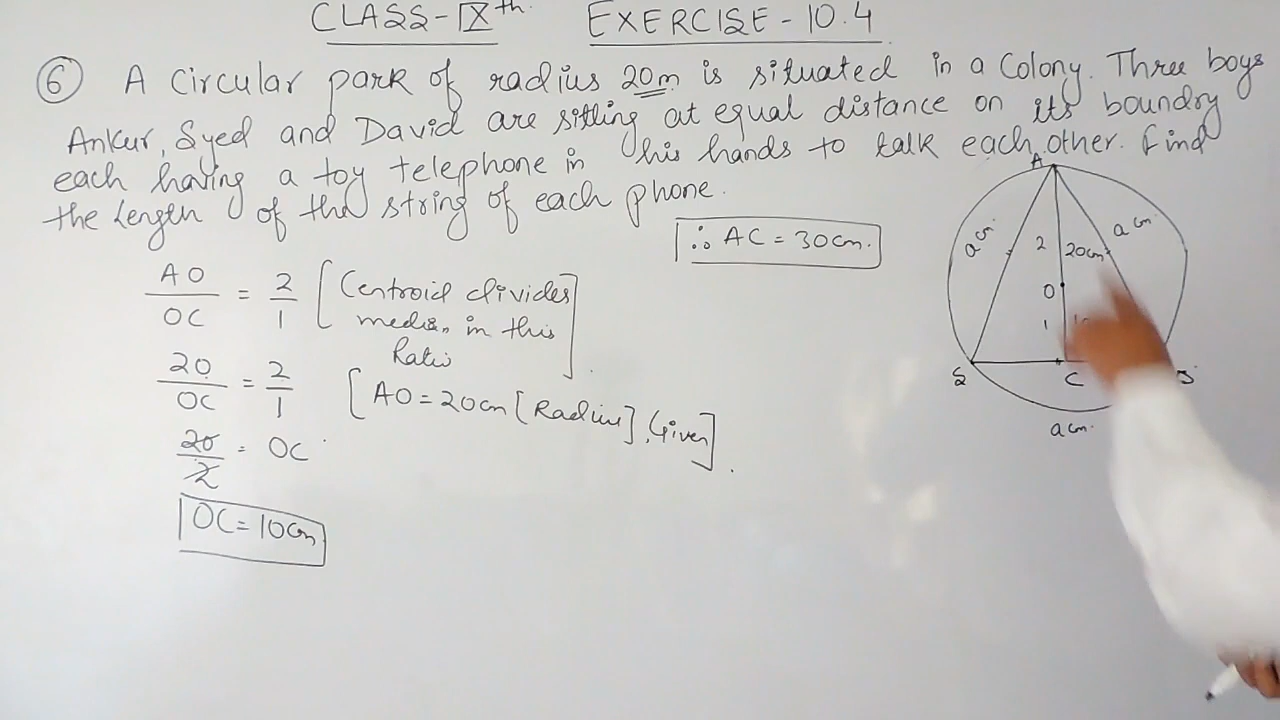 CLASS-IXth. EXERCISE-10.4
6 A Circular park of radius 20m is situated in a Colony. Three boys
Ankur, Syed and David are sitting at equal distance on its boundry
each having a toy telephone in his hands to talk each other. Find
the Length of the string of each phone.
∴ AC = 30cm.
AO/OC = 2/1 [Centroid divides
median in this
Ratio]
20/OC = 2/1 [AO = 20cm [Radius], Given].
20/2 = OC
OC = 10cm
A
a cm
2
20cm
a cm
O
1
S
C
a cm.